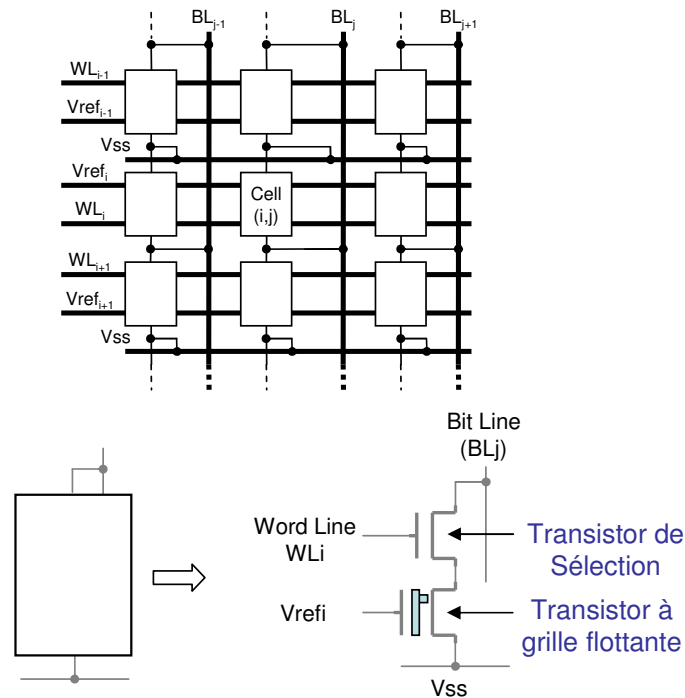 BLj-1 BLj BLj+1
WLi-1
Vrefi-1
Vss
Vrefi
Cell
(i,j)
WLi
WLi+1
Vrefi+1
Vss
Bit Line
(BLj)
Word Line
WLi
Transistor de
Sélection
Vrefi
Transistor à
grille flottante
Vss